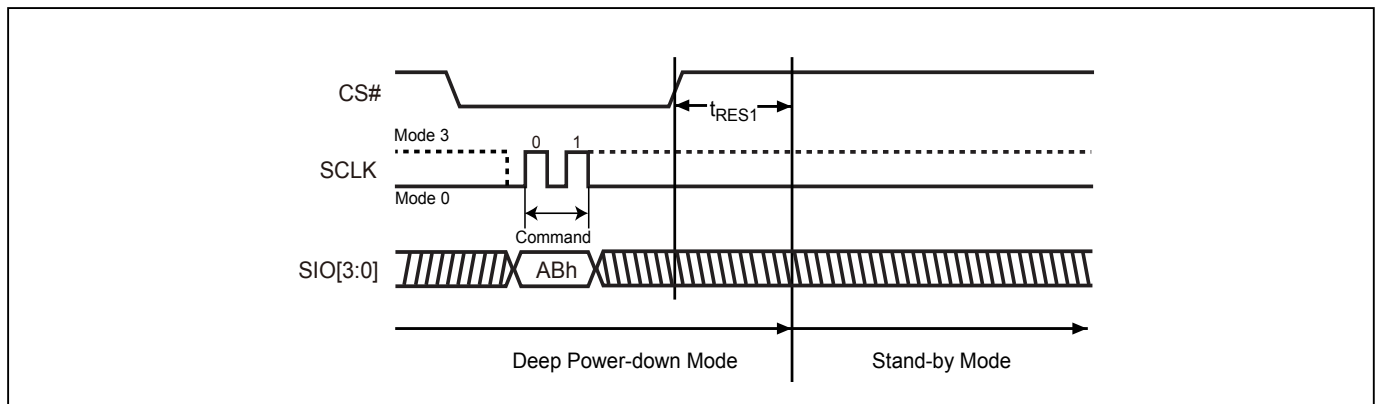 CS#
tRES1
Mode 3
0 1
SCLK
Mode 0
Command
SIO[3:0]
ABh
Deep Power-down Mode
Stand-by Mode